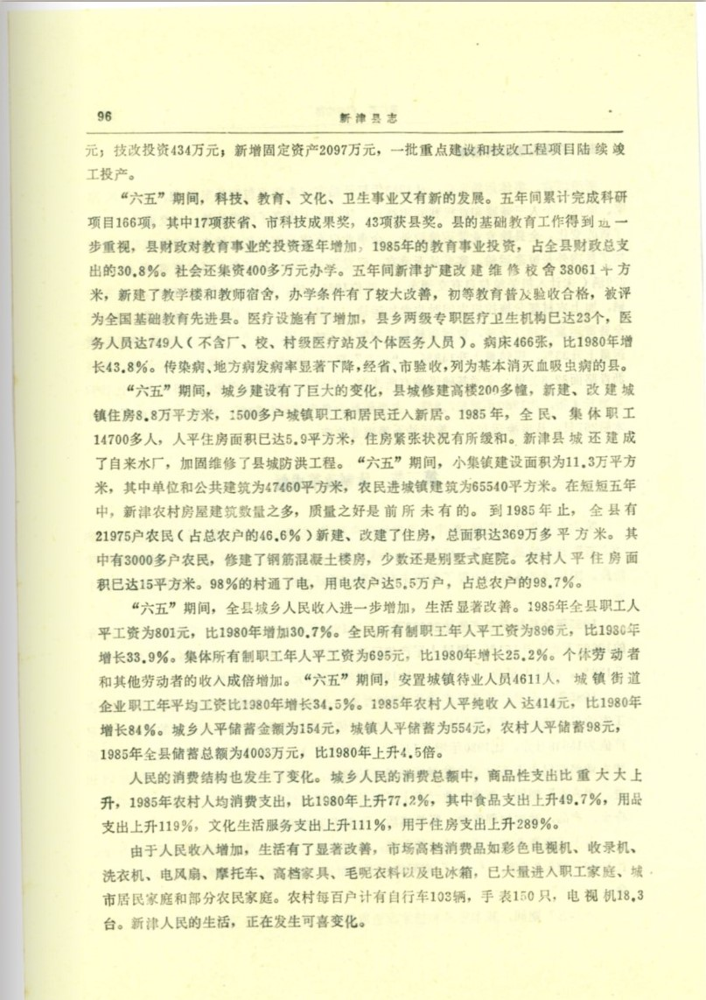 96
新津县志
元；技改投资434万元；新增固定资产2097万元，一批重点建设和技改工程项目陆续竣
工投产。
“六五”期间，科技、教育、文化、卫生事业又有新的发展。五年间累计完成科研
项目166项，其中17项获省、市科技成果奖，43项获县奖。县的基础教育工作得到进一
步重视，县财政对教育事业的投资逐年增加，1985年的教育事业投资，占全县财政总支
出的30.8%。社会还集资400多万元办学。五年间新津扩建改建维修校舍38061平方
米，新建了教学楼和教师宿舍，办学条件有了较大改善，初等教育普及验收合格，被评
为全国基础教育先进县。医疗设施有了增加，县乡两级专职医疗卫生机构已达23个，医
务人员达749人（不含厂、校、村级医疗站及个体医务人员）。病床466张，比1980年增
长43.8%。传染病、地方病发病率显著下降，经省、市验收，列为基本消灭血吸虫病的县。
“六五”期间，城乡建设有了巨大的变化，县城修建高楼200多幢，新建、改建城
镇住房8.8万平方米，1500多户城镇职工和居民迁入新居。1985年，全民、集体职工
14700多人，人平住房面积已达5.9平方米，住房紧张状况有所缓和。新津县城还建成
了自来水厂，加固维修了县城防洪工程。“六五”期间，小集镇建设面积为11.3万平方
米，其中单位和公共建筑为47460平方米，农民进城镇建筑为65540平方米。在短短五年
中，新津农村房屋建筑数量之多，质量之好是前所未有的。到1985年止，全县有
21975户农民（占总农户的46.6%）新建、改建了住房，总面积达369万多平方米。其
中有3000多户农民，修建了钢筋混凝土楼房，少数还是别墅式庭院。农村人平住房面
积已达15平方米。98%的村通了电，用电农户达5.5万户，占总农户的98.7%。
“六五”期间，全县城乡人民收入进一步增加，生活显著改善。1985年全县职工人
平工资为801元，比1980年增加30.7%。全民所有制职工年人平工资为896元，比1980年
增长33.9%。集体所有制职工年人平工资为695元，比1980年增长25.2%。个体劳动者
和其他劳动者的收入成倍增加。“六五”期间，安置城镇待业人员4611人，城镇街道
企业职工年平均工资比1980年增长34.5%。1985年农村人平纯收入达414元，比1980年
增长84%。城乡人平储蓄金额为154元，城镇人平储蓄为554元，农村人平储蓄98元，
1985年全县储蓄总额为4003万元，比1980年上升4.5倍。
人民的消费结构也发生了变化。城乡人民的消费总额中，商品性支出比重大大上
升，1985年农村人均消费支出，比1980年上升77.2%，其中食品支出上升49.7%，用品
支出上升119%，文化生活服务支出上升111%，用于住房支出上升289%。
由于人民收入增加，生活有了显著改善，市场高档消费品如彩色电视机、收录机、
洗衣机、电风扇、摩托车、高档家具、毛呢衣料以及电冰箱，已大量进入职工家庭、城
市居民家庭和部分农民家庭。农村每百户计有自行车103辆，手表150只，电视机18.3
台。新津人民的生活，正在发生可喜变化。